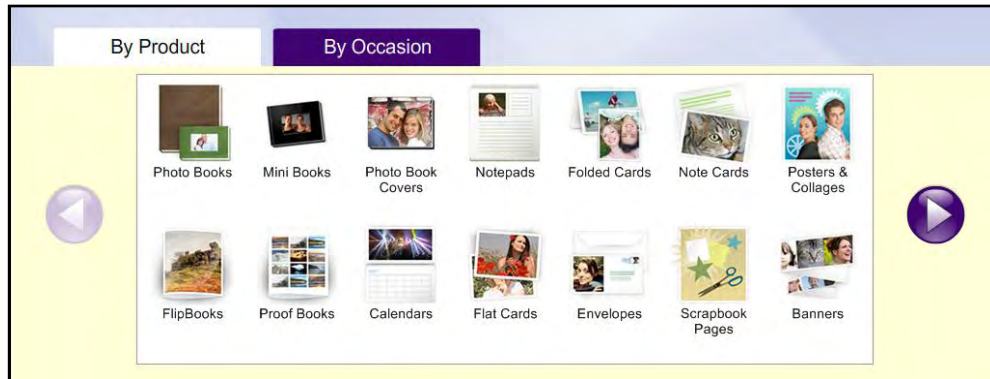 By Product
By Occasion
Photo Books
Mini Books
Photo Book
Covers
Notepads
Folded Cards
Note Cards
Posters &
Collages
FlipBooks
Proof Books
Calendars
Flat Cards
Envelopes
Scrapbook
Pages
Banners